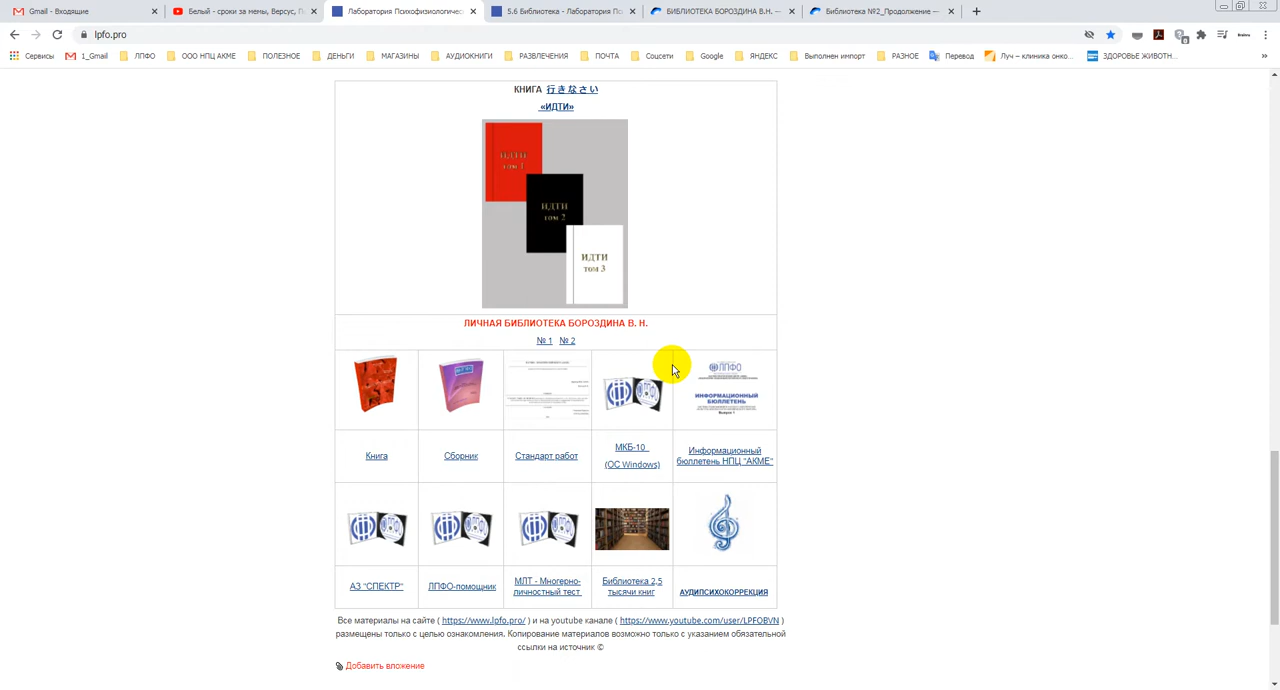 Gmail - Входящие
Белый - сроки за мемы, Версус, П
Лаборатория Психофизиологичес
5.6 Библиотека - Лаборатория Пс
БИБЛИОТЕКА БОРОЗДИНА В.Н. —
Библиотека №2_Продолжение —
lpfo.pro
Сервисы
1_Gmail
ЛПФО
ООО НПЦ АКМЕ
ПОЛЕЗНОЕ
ДЕНЬГИ
МАГАЗИНЫ
АУДИОКНИГИ
РАЗВЛЕЧЕНИЯ
ПОЧТА
Соцсети
Google
ЯНДЕКС
Выполнен импорт
РАЗНОЕ
Перевод
Луч – клиника онко...
ЗДОРОВЬЕ ЖИВОТН...
КНИГА 行きなさい
«ИДТИ»
ИДТИ
том 1
ИДТИ
том 2
ИДТИ
том 3
ЛИЧНАЯ БИБЛИОТЕКА БОРОЗДИНА В. Н.
№ 1 № 2
ЛПФО
ИНФОРМАЦИОННЫЙ
БЮЛЛЕТЕНЬ
Выпуск 1
Книга
Сборник
Стандарт работ
МКБ-10
(ОС Windows)
Информационный
бюллетень НПЦ "АКМЕ"
АЗ "СПЕКТР"
ЛПФО-помощник
МЛТ - Многерно-
личностный тест
Библиотека 2,5
тысячи книг
АУДИПСИХОКОРРЕКЦИЯ
Все материалы на сайте ( https://www.lpfo.pro/ ) и на youtube канале ( https://www.youtube.com/user/LPFOBVN )
размещены только с целью ознакомления. Копирование материалов возможно только с указанием обязательной
ссылки на источник ©
Добавить вложение